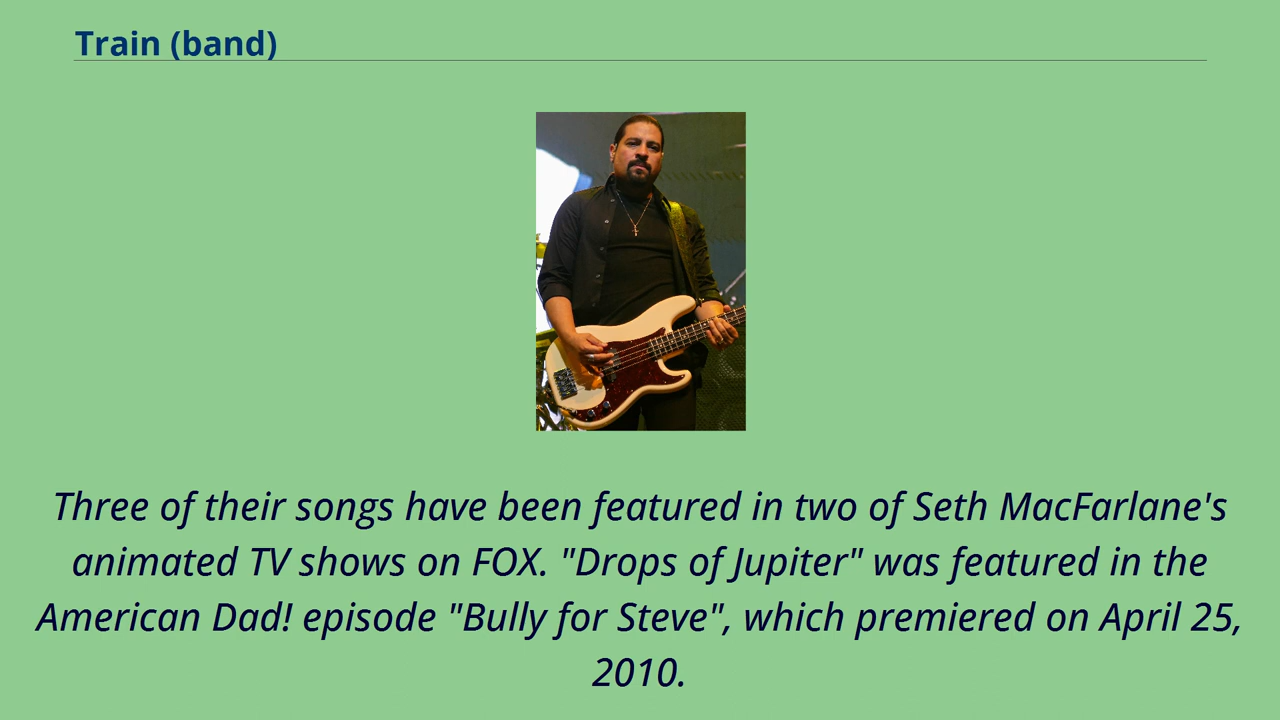 Train (band)
Three of their songs have been featured in two of Seth MacFarlane's
animated TV shows on FOX. "Drops of Jupiter" was featured in the
American Dad! episode "Bully for Steve", which premiered on April 25,
2010.